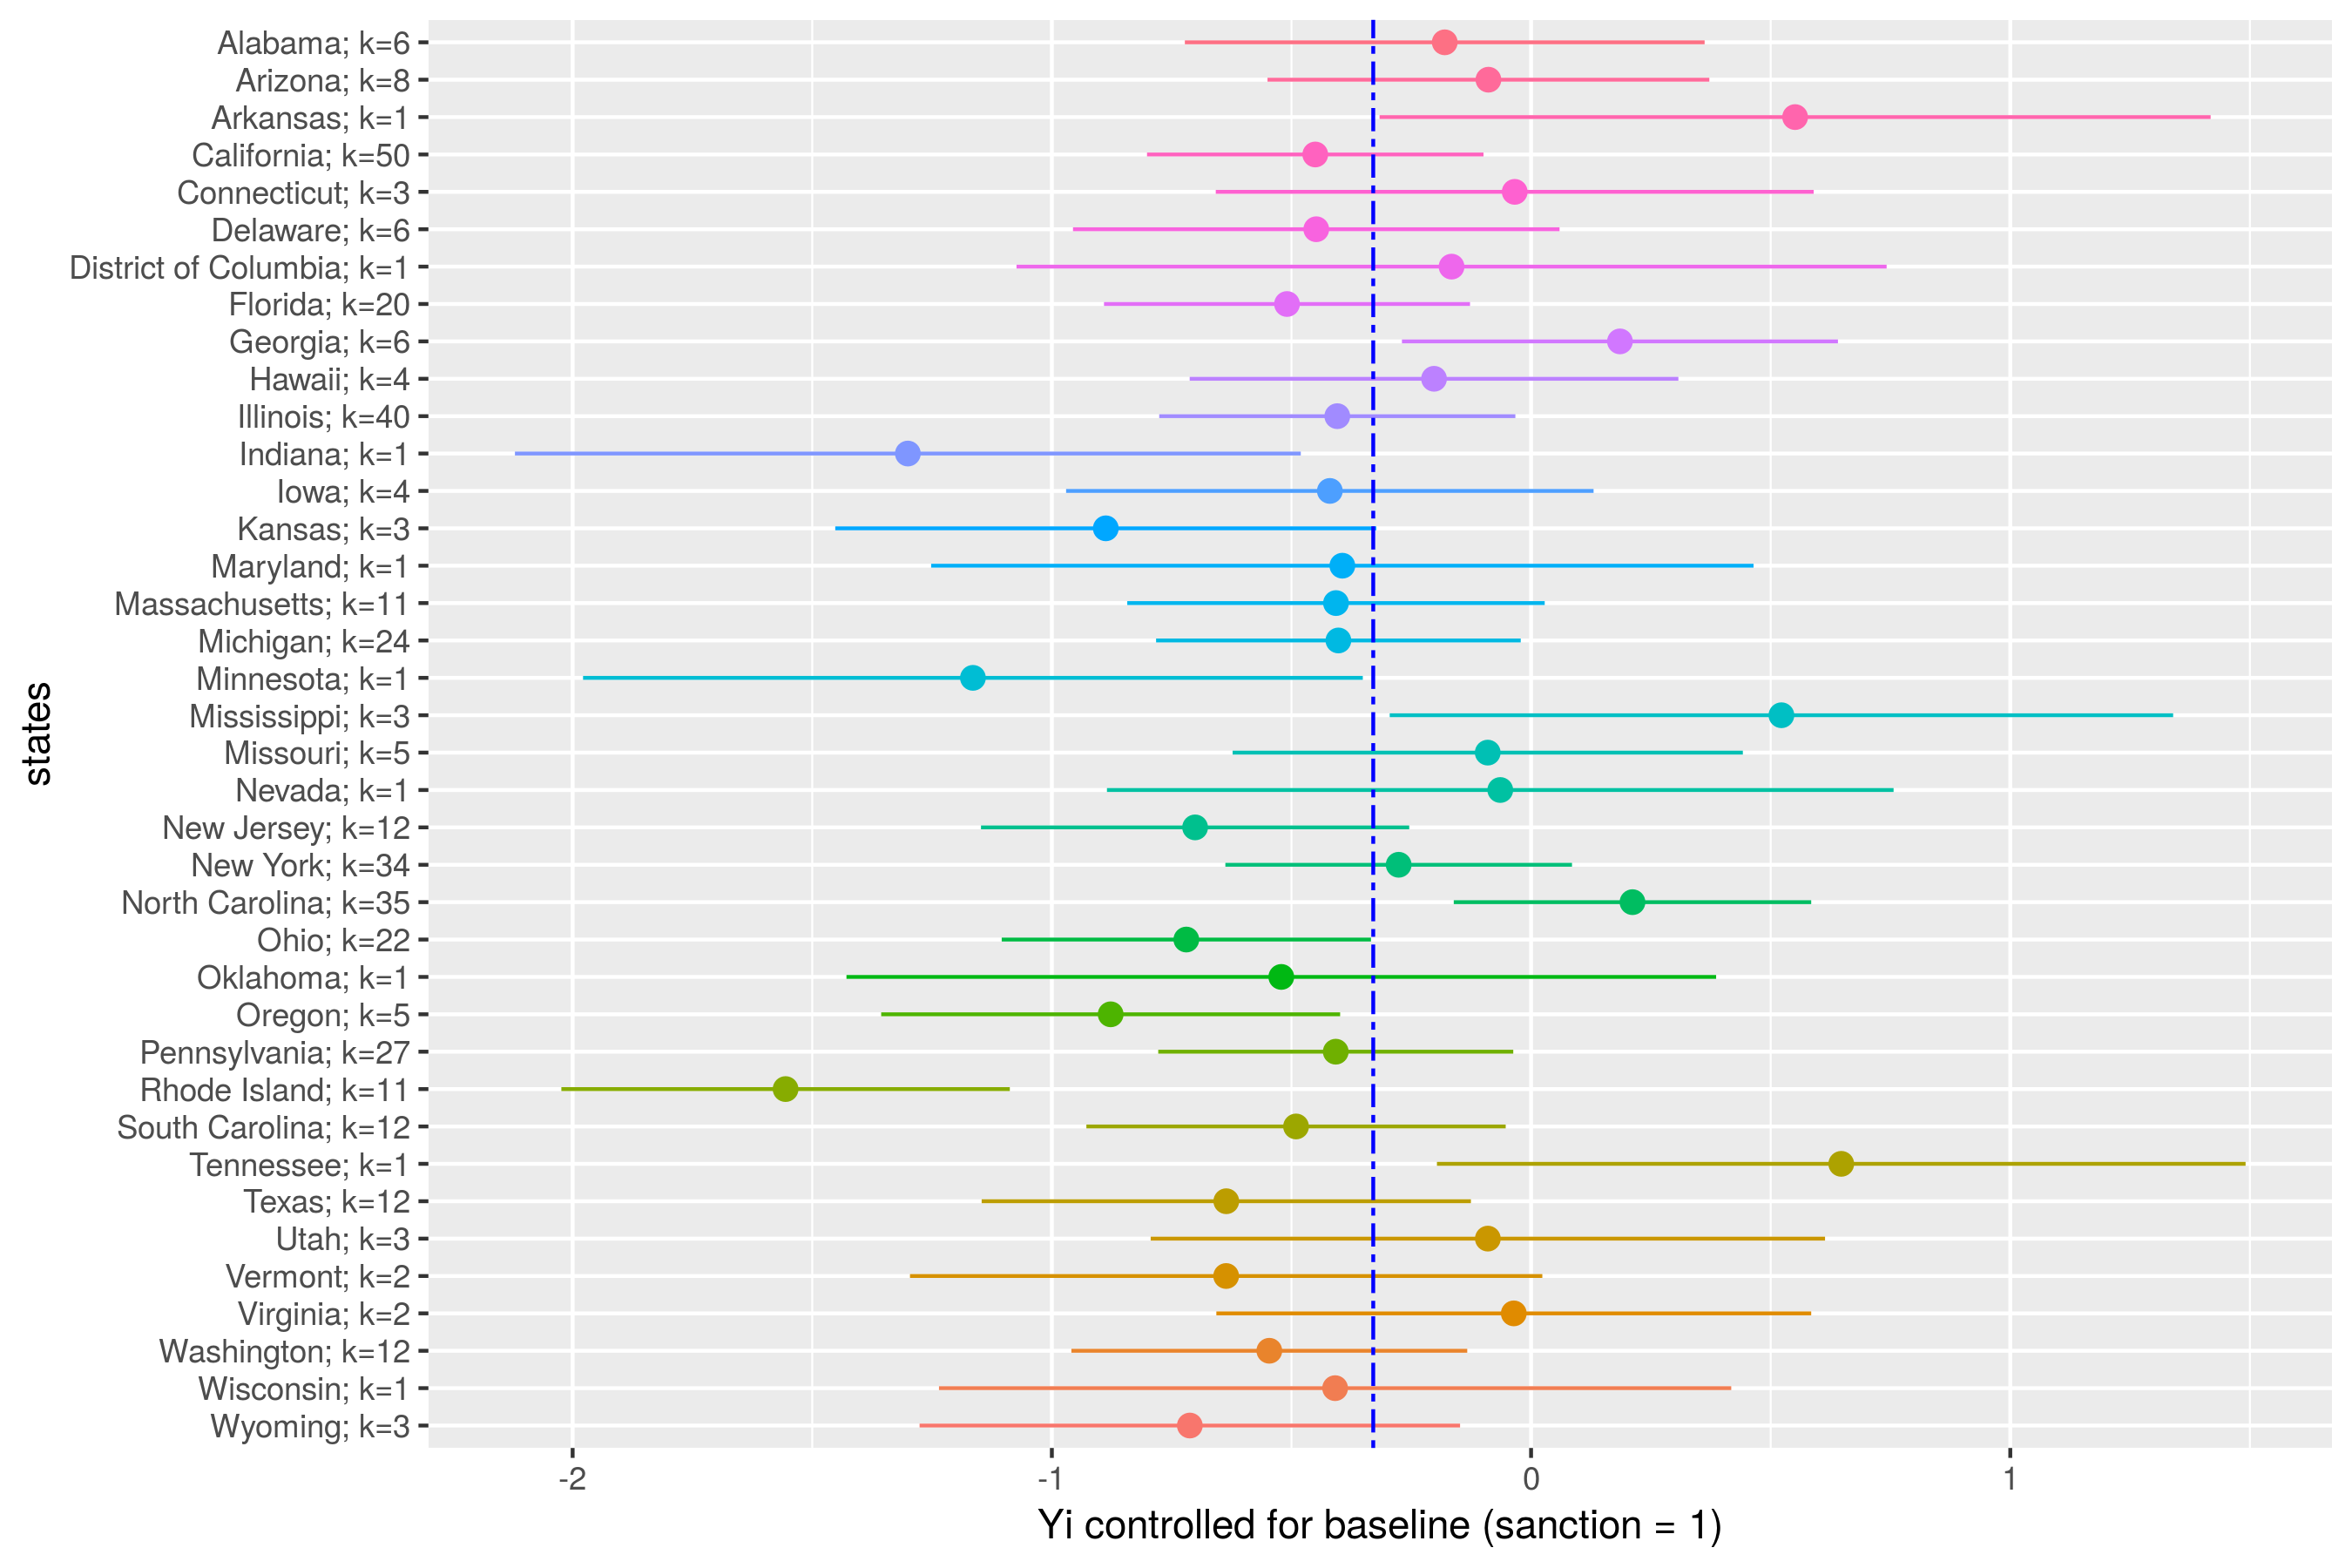 Alabama; k=6
Arizona; k=8
Arkansas; k=1
California; k=50
Connecticut; k=3
Delaware; k=6
District of Columbia; k=1
Florida; k=20
Georgia; k=6
Hawaii; k=4
Illinois; k=40
Indiana; k=1
Iowa; k=4
Kansas; k=3
Maryland; k=1
Massachusetts; k=11
Michigan; k=24
Minnesota; k=1
Mississippi; k=3
Missouri; k=5
Nevada; k=1
New Jersey; k=12
New York; k=34
North Carolina; k=35
Ohio; k=22
Oklahoma; k=1
Oregon; k=5
Pennsylvania; k=27
Rhode Island; k=11
South Carolina; k=12
Tennessee; k=1
Texas; k=12
Utah; k=3
Vermont; k=2
Virginia; k=2
Washington; k=12
Wisconsin; k=1
Wyoming; k=3
states
-2 -1 0 1
Yi controlled for baseline (sanction = 1)